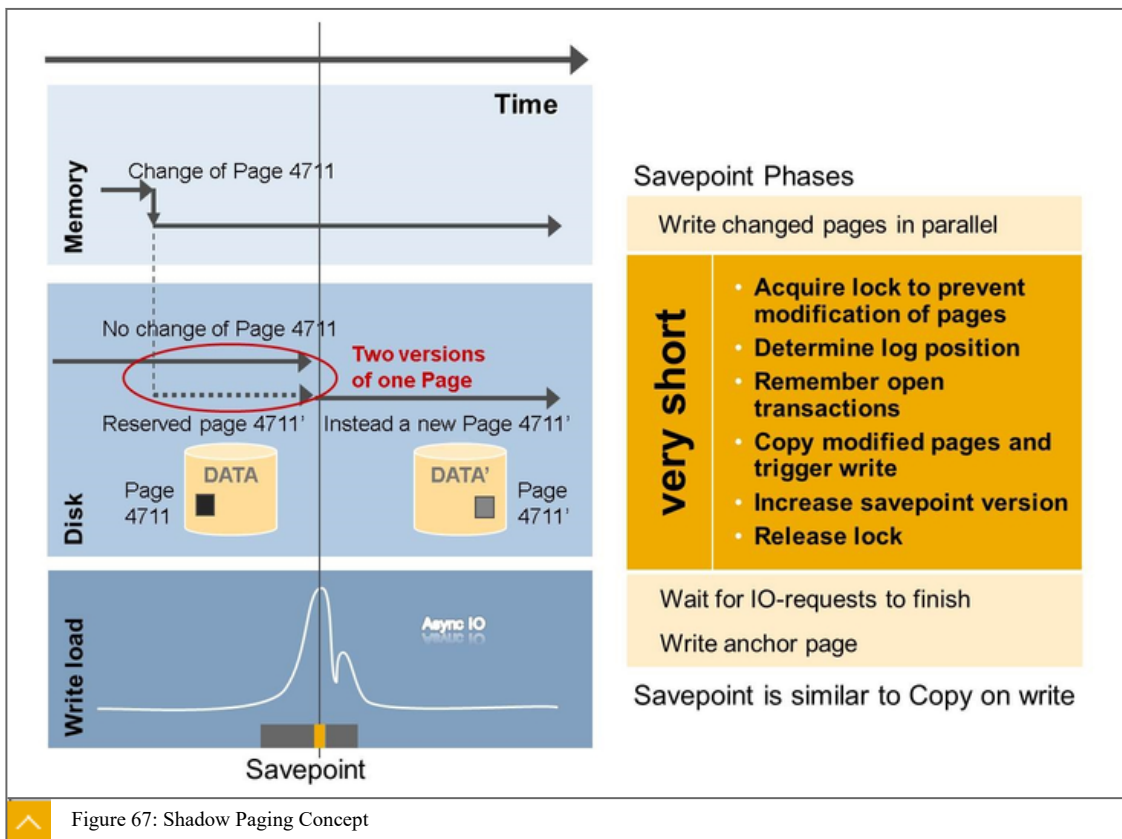 Time
Memory
Change of Page 4711
Disk
No change of Page 4711
Two versions
of one Page
Reserved page 4711'
Instead a new Page 4711'
DATA
Page
4711
DATA'
Page
4711'
Write load
Async IO
Savepoint
Savepoint Phases
Write changed pages in parallel
very short
• Acquire lock to prevent
modification of pages
• Determine log position
• Remember open
transactions
• Copy modified pages and
trigger write
• Increase savepoint version
• Release lock
Wait for IO-requests to finish
Write anchor page
Savepoint is similar to Copy on write
Figure 67: Shadow Paging Concept